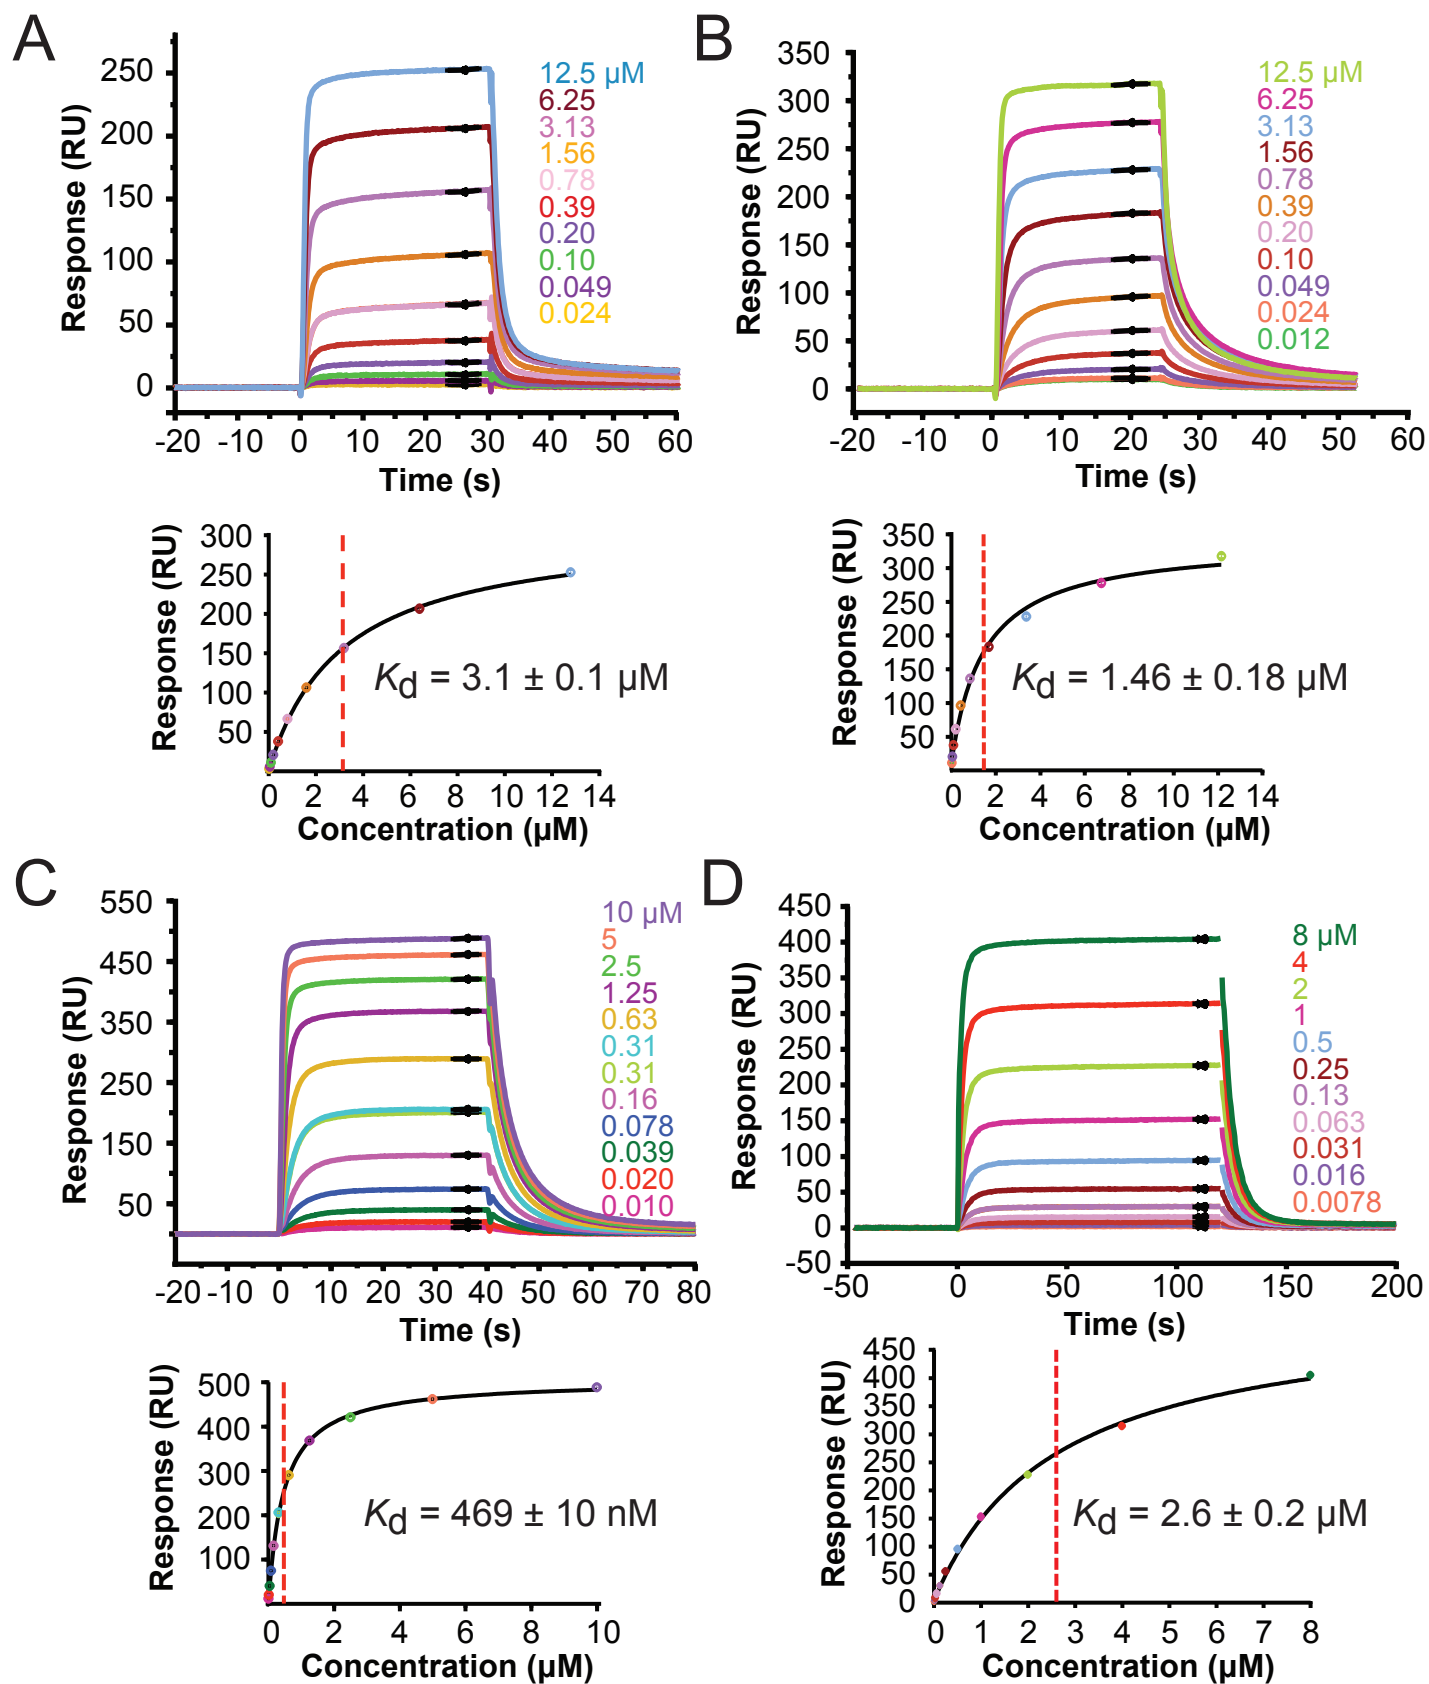 A
Response (RU)
250
200
150
100
50
0
-20 -10 0 10 20 30 40 50 60
Time (s)
12.5 µM
6.25
3.13
1.56
0.78
0.39
0.20
0.10
0.049
0.024
Response (RU)
300
250
200
150
100
50
0 2 4 6 8 10 12 14
Concentration (µM)
Kd = 3.1 ± 0.1 µM
B
Response (RU)
350
300
250
200
150
100
50
0
-20 -10 0 10 20 30 40 50 60
Time (s)
12.5 µM
6.25
3.13
1.56
0.78
0.39
0.20
0.10
0.049
0.024
0.012
Response (RU)
350
300
250
200
150
100
50
0 2 4 6 8 10 12 14
Concentration (µM)
Kd = 1.46 ± 0.18 µM
C
Response (RU)
550
450
350
250
150
50
-20 -10 0 10 20 30 40 50 60 70 80
Time (s)
10 µM
5
2.5
1.25
0.63
0.31
0.31
0.16
0.078
0.039
0.020
0.010
Response (RU)
500
400
300
200
100
0 2 4 6 8 10
Concentration (µM)
Kd = 469 ± 10 nM
D
Response (RU)
450
400
350
300
250
200
150
100
50
0
-50
-50 0 50 100 150 200
Time (s)
8 µM
4
2
1
0.5
0.25
0.13
0.063
0.031
0.016
0.0078
Response (RU)
450
400
350
300
250
200
150
100
50
0
0 1 2 3 4 5 6 7 8
Concentration (µM)
Kd = 2.6 ± 0.2 µM